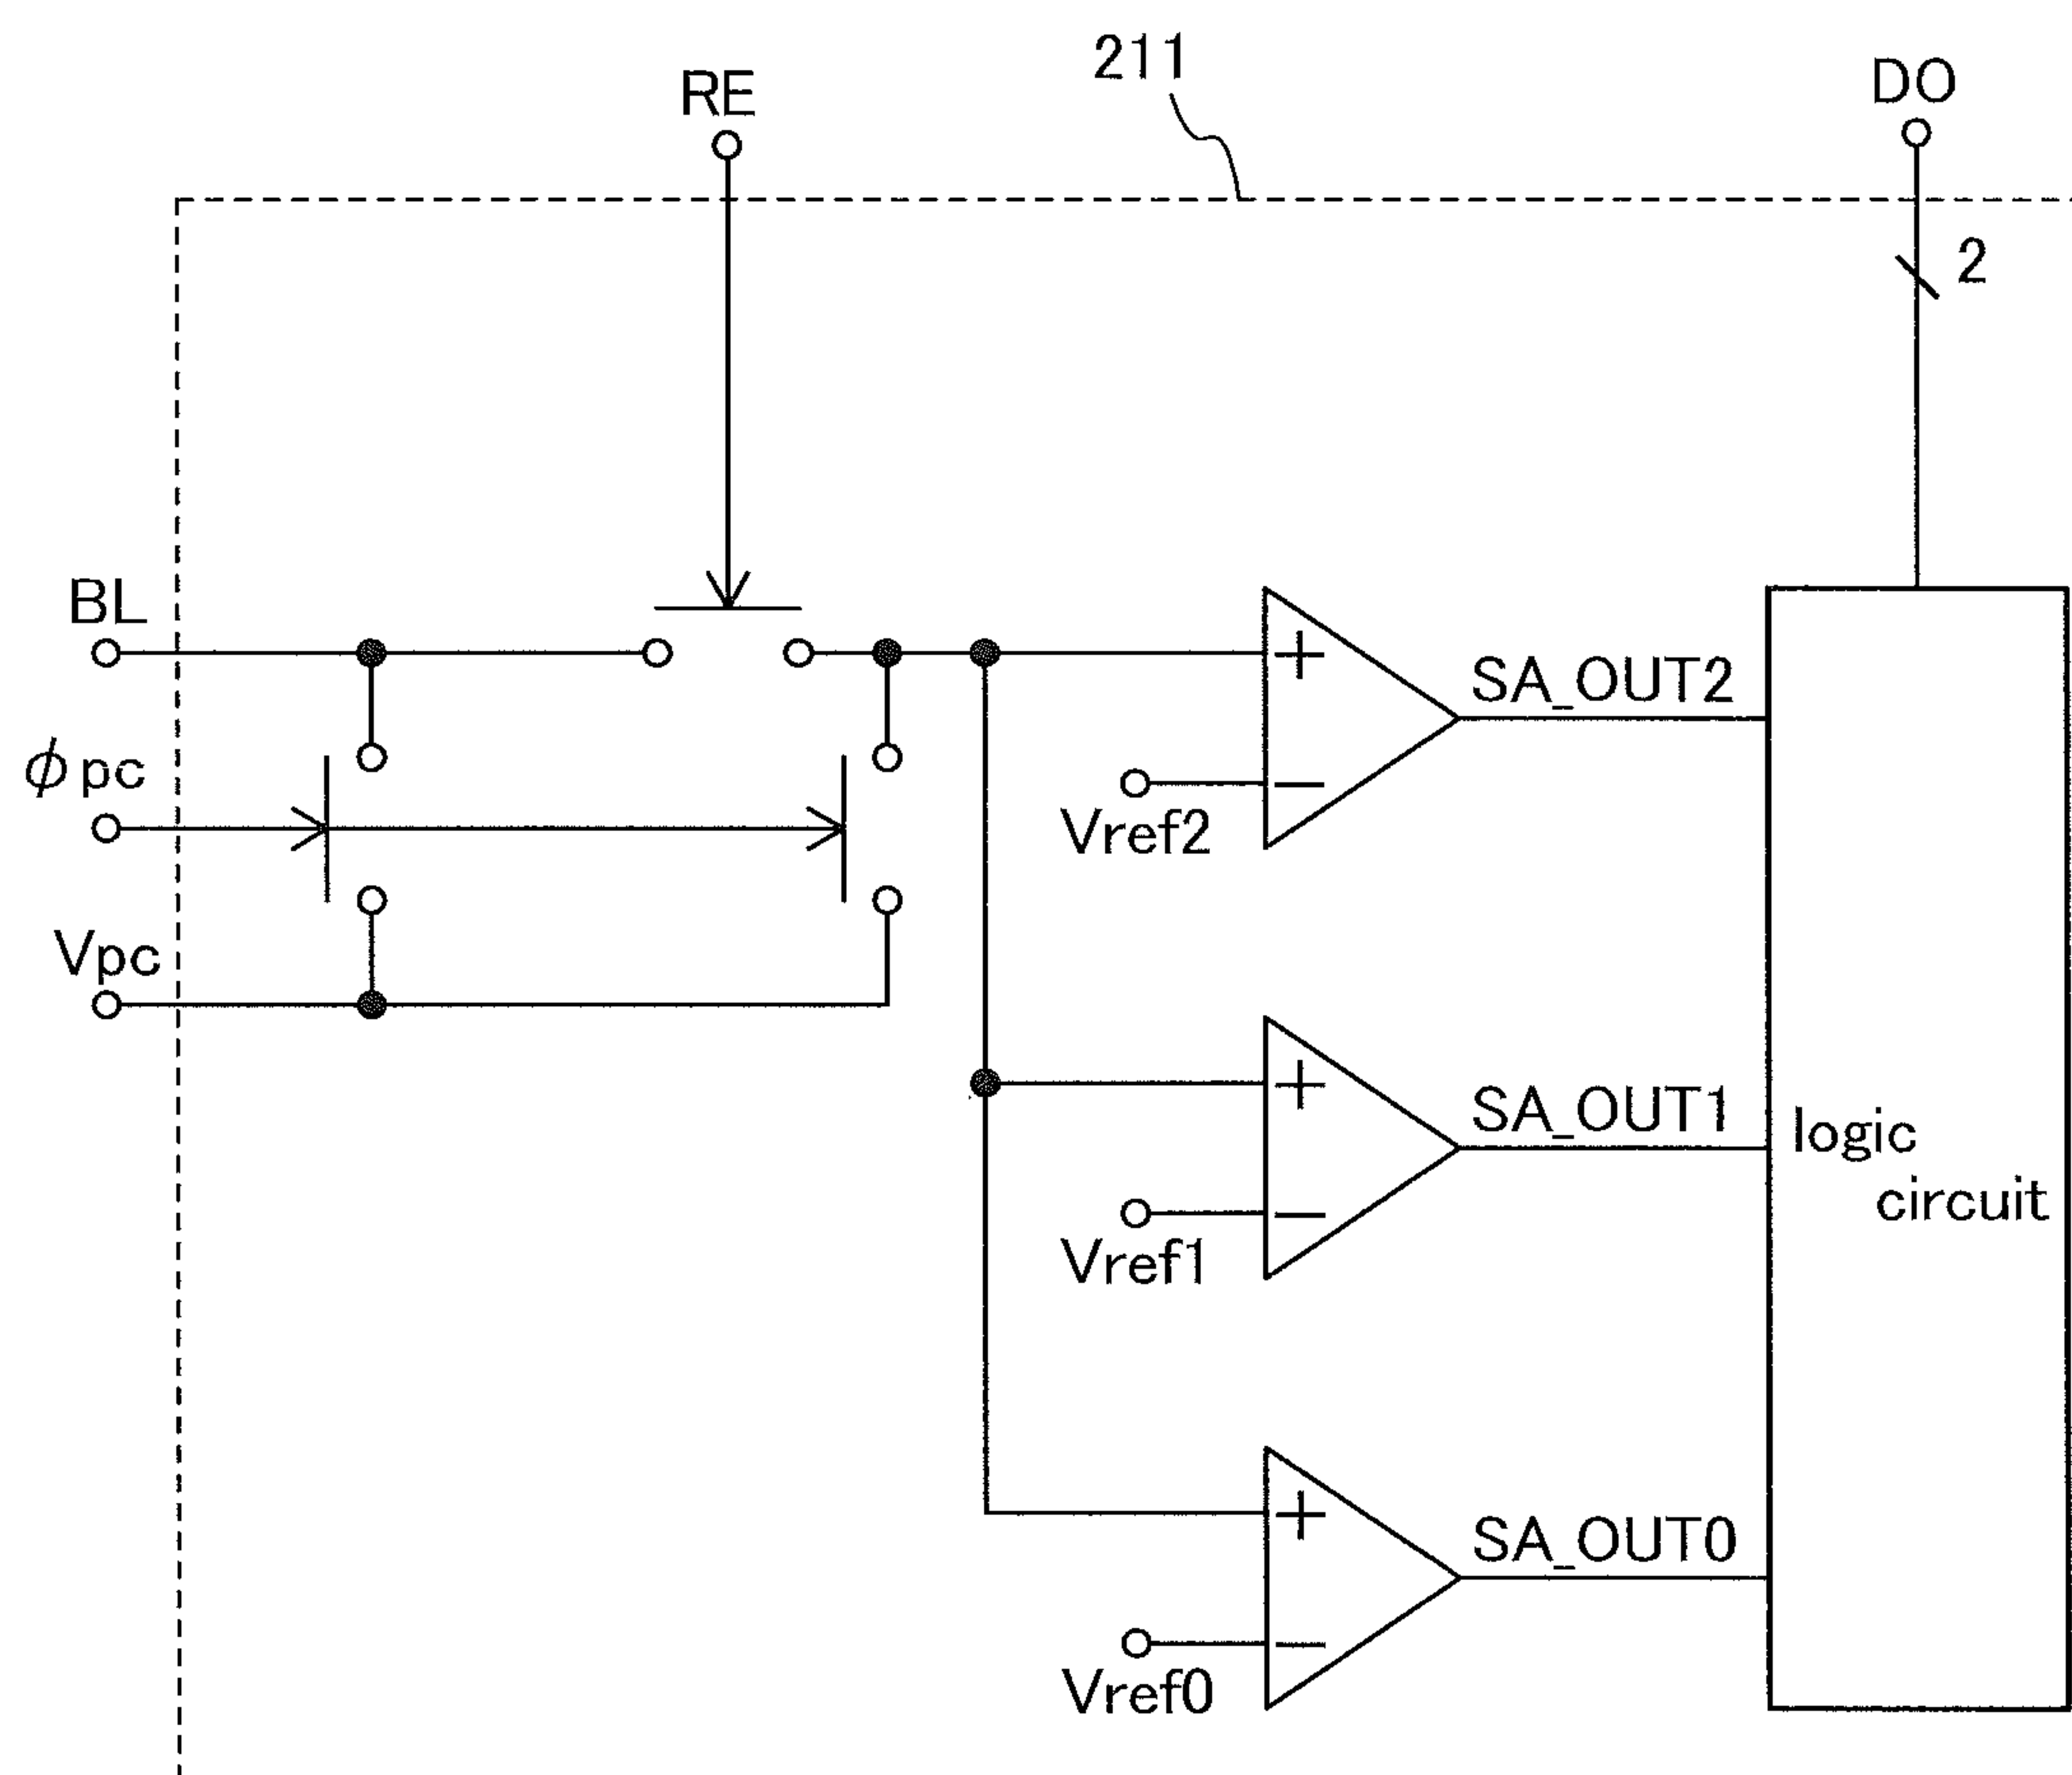 211
RE
DO
2
BL
SA_OUT2
ϕpc
Vref2
Vpc
SA_OUT1
logic
circuit
Vref1
SA_OUT0
Vref0